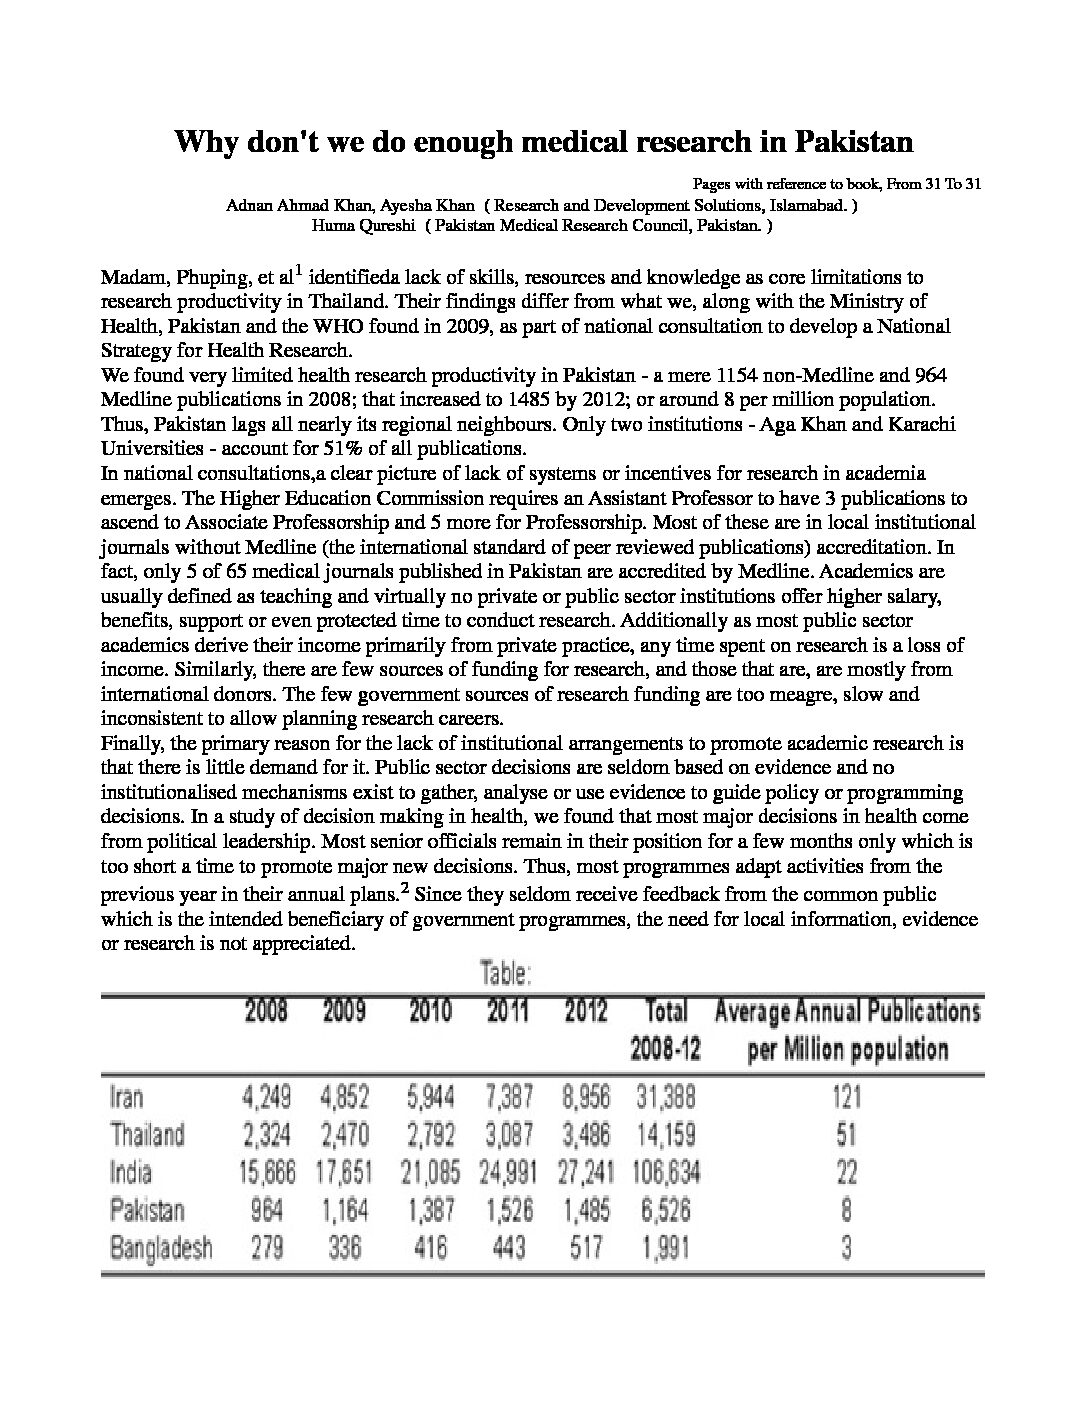 Why don't we do enough medical research in Pakistan
Pages with reference to book, From 31 To 31
Adnan Ahmad Khan, Ayesha Khan ( Research and Development Solutions, Islamabad. )
Huma Qureshi ( Pakistan Medical Research Council, Pakistan. )
Madam, Phuping, et al1 identifieda lack of skills, resources and knowledge as core limitations to
research productivity in Thailand. Their findings differ from what we, along with the Ministry of
Health, Pakistan and the WHO found in 2009, as part of national consultation to develop a National
Strategy for Health Research.
We found very limited health research productivity in Pakistan - a mere 1154 non-Medline and 964
Medline publications in 2008; that increased to 1485 by 2012; or around 8 per million population.
Thus, Pakistan lags all nearly its regional neighbours. Only two institutions - Aga Khan and Karachi
Universities - account for 51% of all publications.
In national consultations,a clear picture of lack of systems or incentives for research in academia
emerges. The Higher Education Commission requires an Assistant Professor to have 3 publications to
ascend to Associate Professorship and 5 more for Professorship. Most of these are in local institutional
journals without Medline (the international standard of peer reviewed publications) accreditation. In
fact, only 5 of 65 medical journals published in Pakistan are accredited by Medline. Academics are
usually defined as teaching and virtually no private or public sector institutions offer higher salary,
benefits, support or even protected time to conduct research. Additionally as most public sector
academics derive their income primarily from private practice, any time spent on research is a loss of
income. Similarly, there are few sources of funding for research, and those that are, are mostly from
international donors. The few government sources of research funding are too meagre, slow and
inconsistent to allow planning research careers.
Finally, the primary reason for the lack of institutional arrangements to promote academic research is
that there is little demand for it. Public sector decisions are seldom based on evidence and no
institutionalised mechanisms exist to gather, analyse or use evidence to guide policy or programming
decisions. In a study of decision making in health, we found that most major decisions in health come
from political leadership. Most senior officials remain in their position for a few months only which is
too short a time to promote major new decisions. Thus, most programmes adapt activities from the
previous year in their annual plans.2 Since they seldom receive feedback from the common public
which is the intended beneficiary of government programmes, the need for local information, evidence
or research is not appreciated.
Table:
2008 2009 2010 2011 2012 Total Average Annual Publications
2008-12 per Million population
Iran 4,249 4,852 5,944 7,387 8,956 31,388 121
Thailand 2,324 2,470 2,792 3,087 3,486 14,159 51
India 15,666 17,651 21,085 24,991 27,241 106,634 22
Pakistan 964 1,164 1,387 1,526 1,485 6,526 8
Bangladesh 279 336 416 443 517 1,991 3